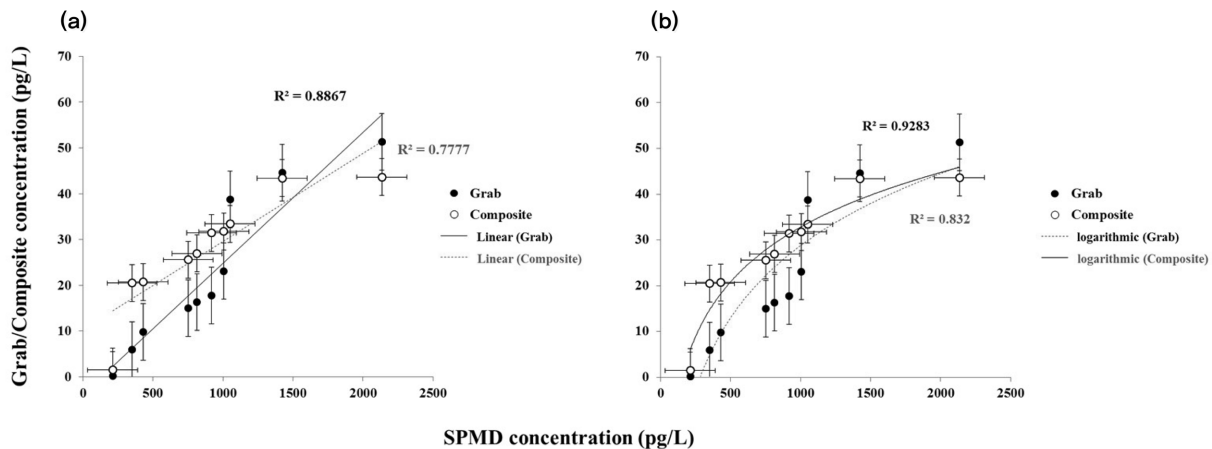 (a)
(b)
Grab/Composite concentration (pg/L)
70
60
50
40
30
20
10
0
0
500
1000
1500
2000
2500
R² = 0.8867
R² = 0.7777
Grab
Composite
Linear (Grab)
Linear (Composite)
70
60
50
40
30
20
10
0
0
500
1000
1500
2000
2500
R² = 0.9283
R² = 0.832
Grab
Composite
logarithmic (Grab)
logarithmic (Composite)
SPMD concentration (pg/L)